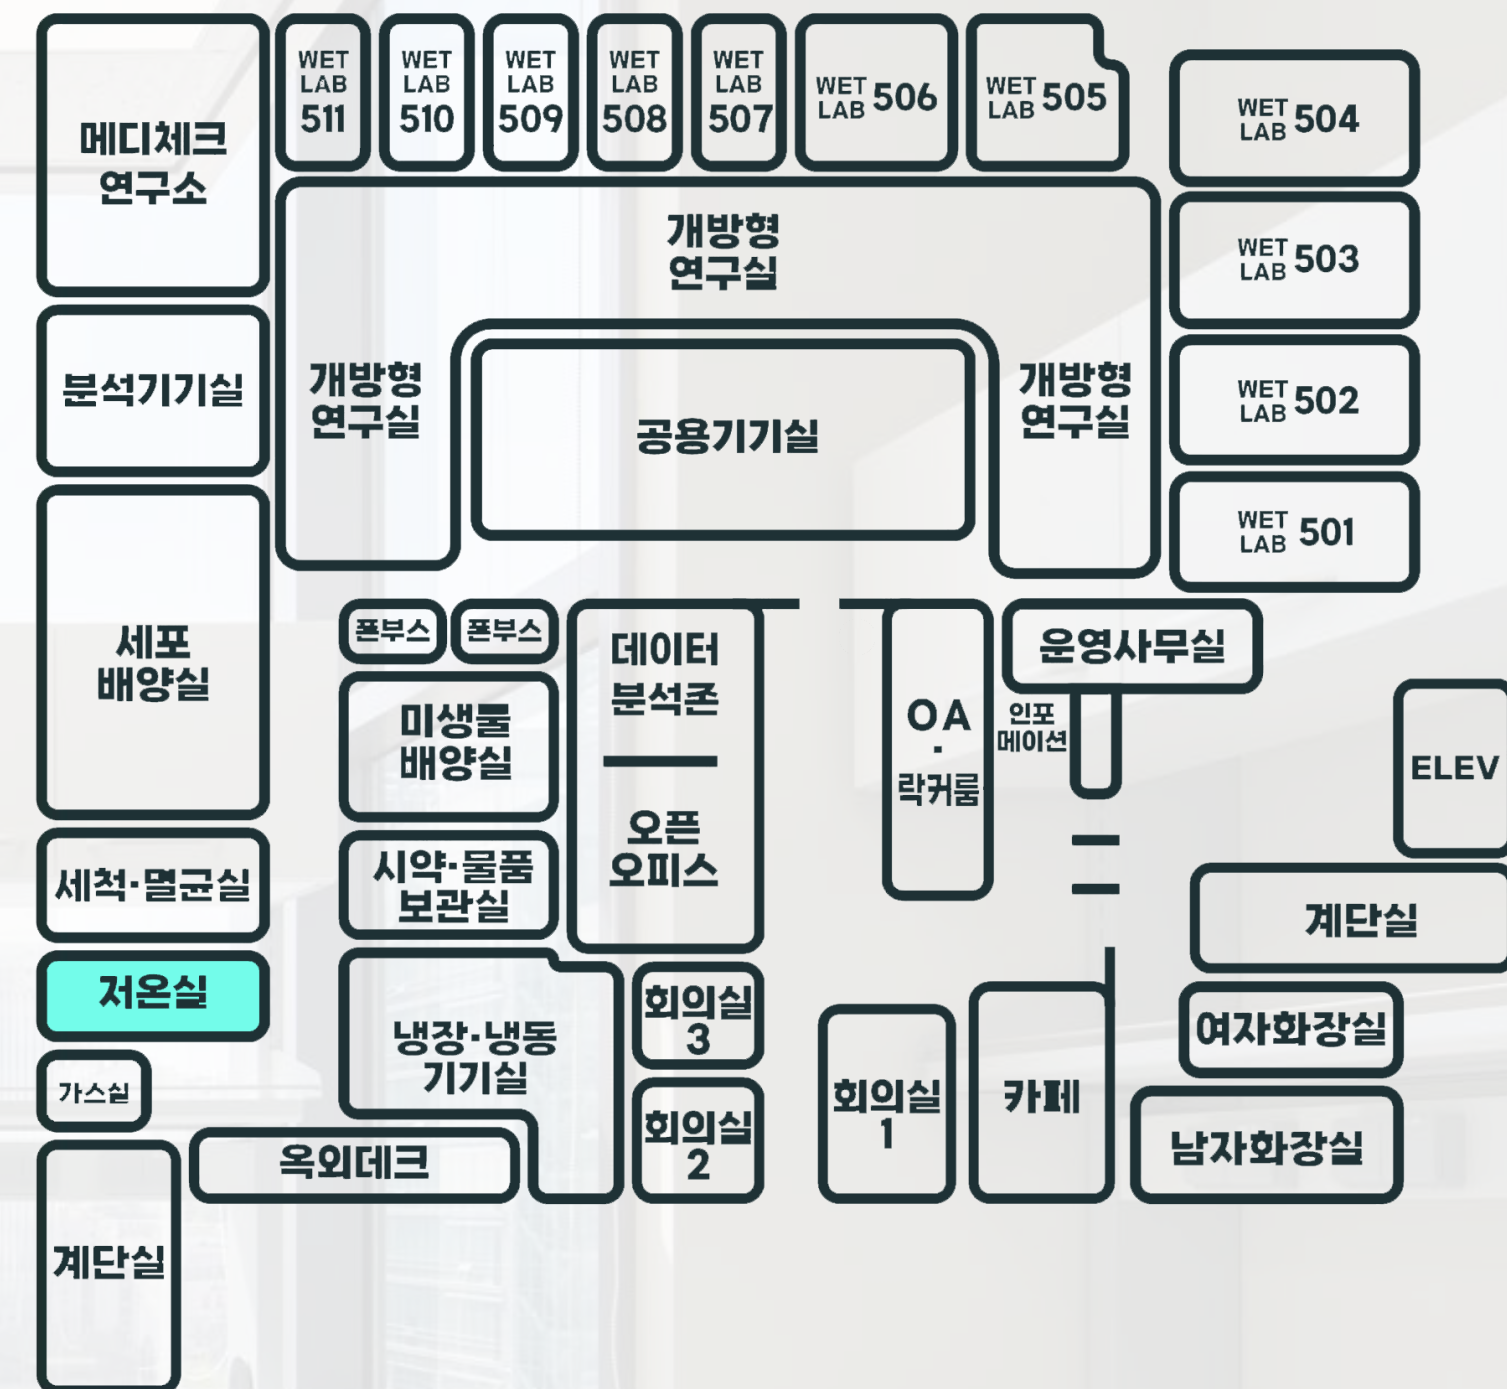 메디체크
연구소
WET
LAB
511
WET
LAB
510
WET
LAB
509
WET
LAB
508
WET
LAB
507
WET
LAB 506
WET
LAB 505
WET
LAB 504
개방형
연구실
WET
LAB 503
분석기기실
개방형
연구실
공용기기실
개방형
연구실
WET
LAB 502
WET
LAB 501
세포
배양실
폰부스
폰부스
데이터
분석존
운영사무실
미생물
배양실
OA
·
락커룸
인포
메이션
ELEV
오픈
오피스
세척·멸균실
시약·물품
보관실
계단실
저온실
회의실
3
여자화장실
냉장·냉동
기기실
가스실
회의실
2
회의실
1
카페
남자화장실
옥외데크
계단실